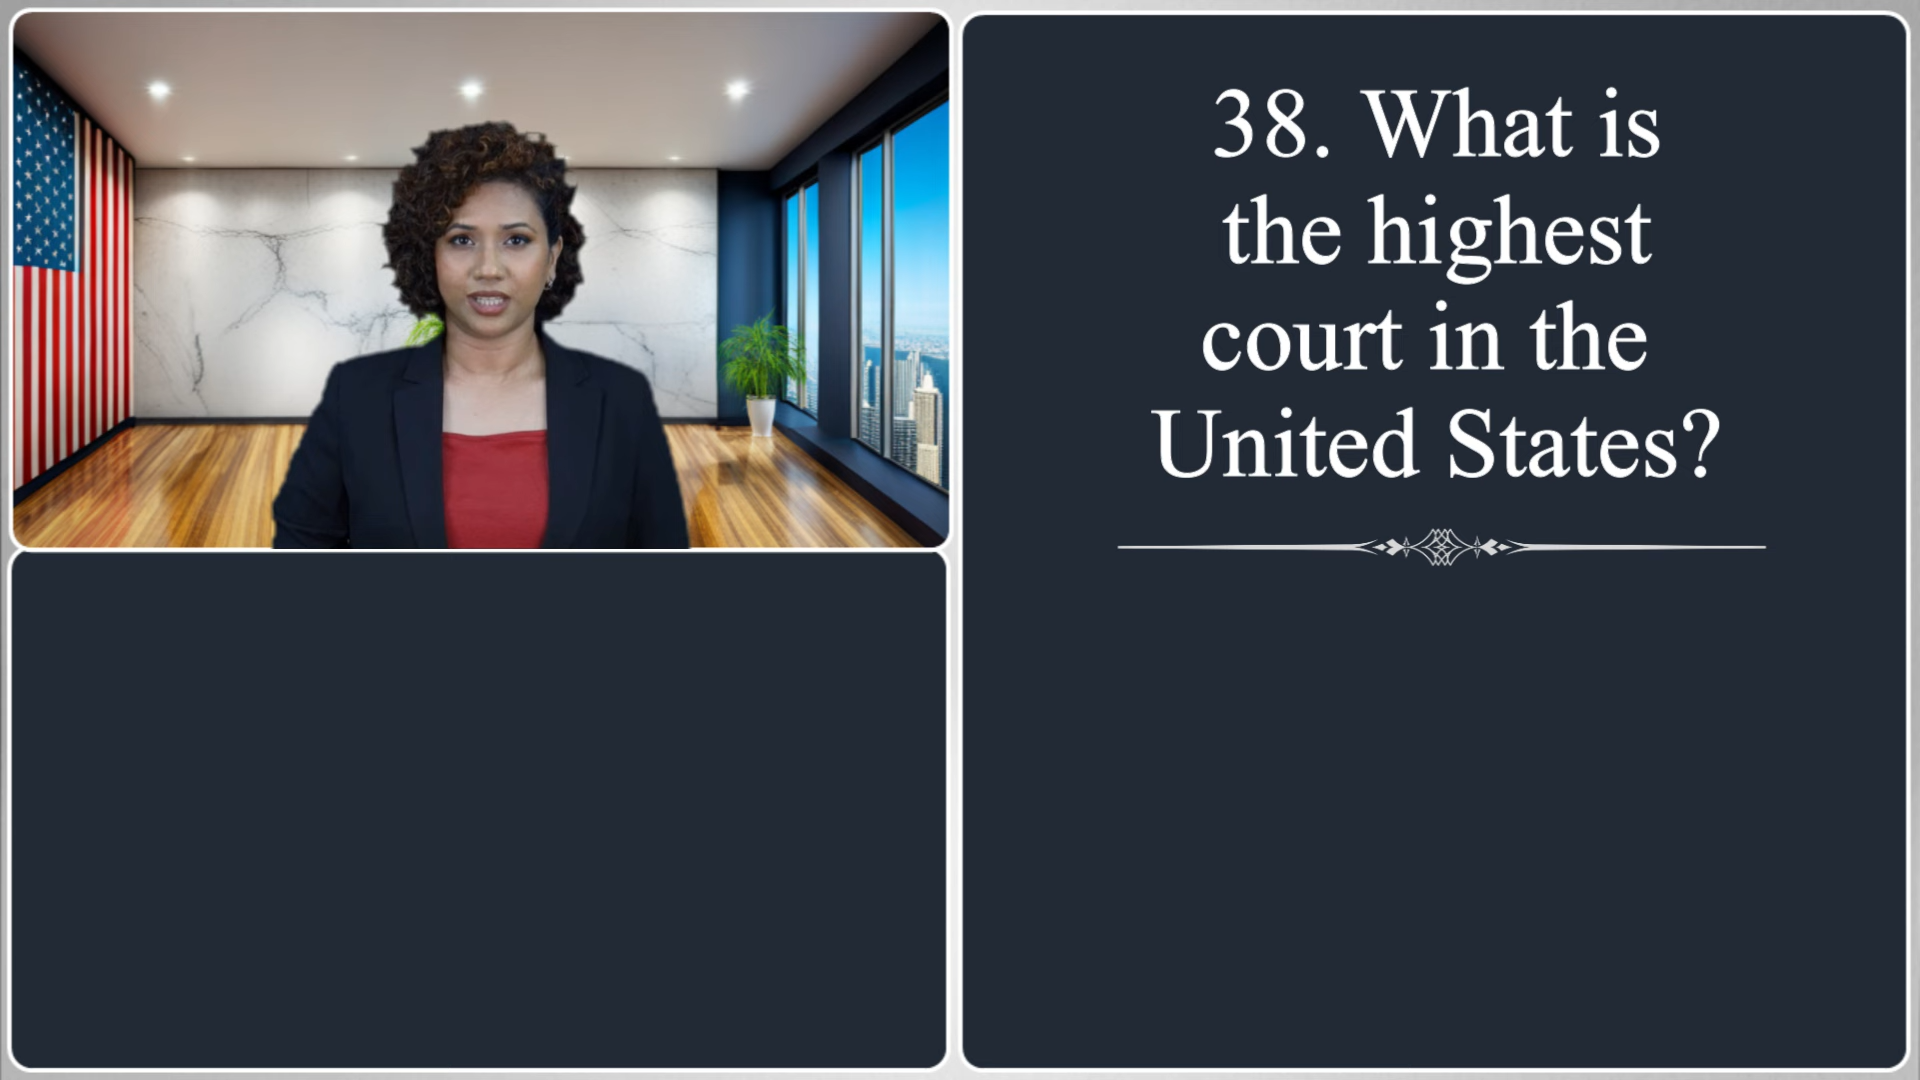 38. What is
the highest
court in the
United States?